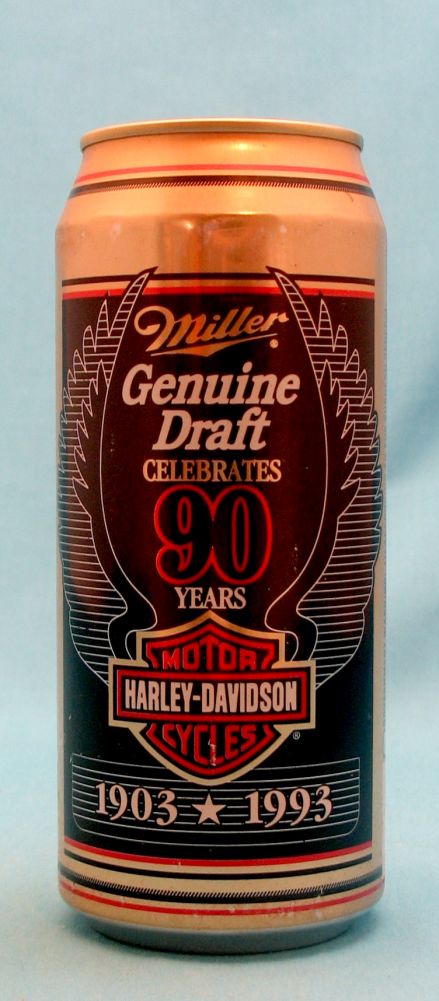 Miller
Genuine
Draft
CELEBRATES
90
YEARS
MOTOR
HARLEY-DAVIDSON
CYCLES
®
1903 ★ 1993